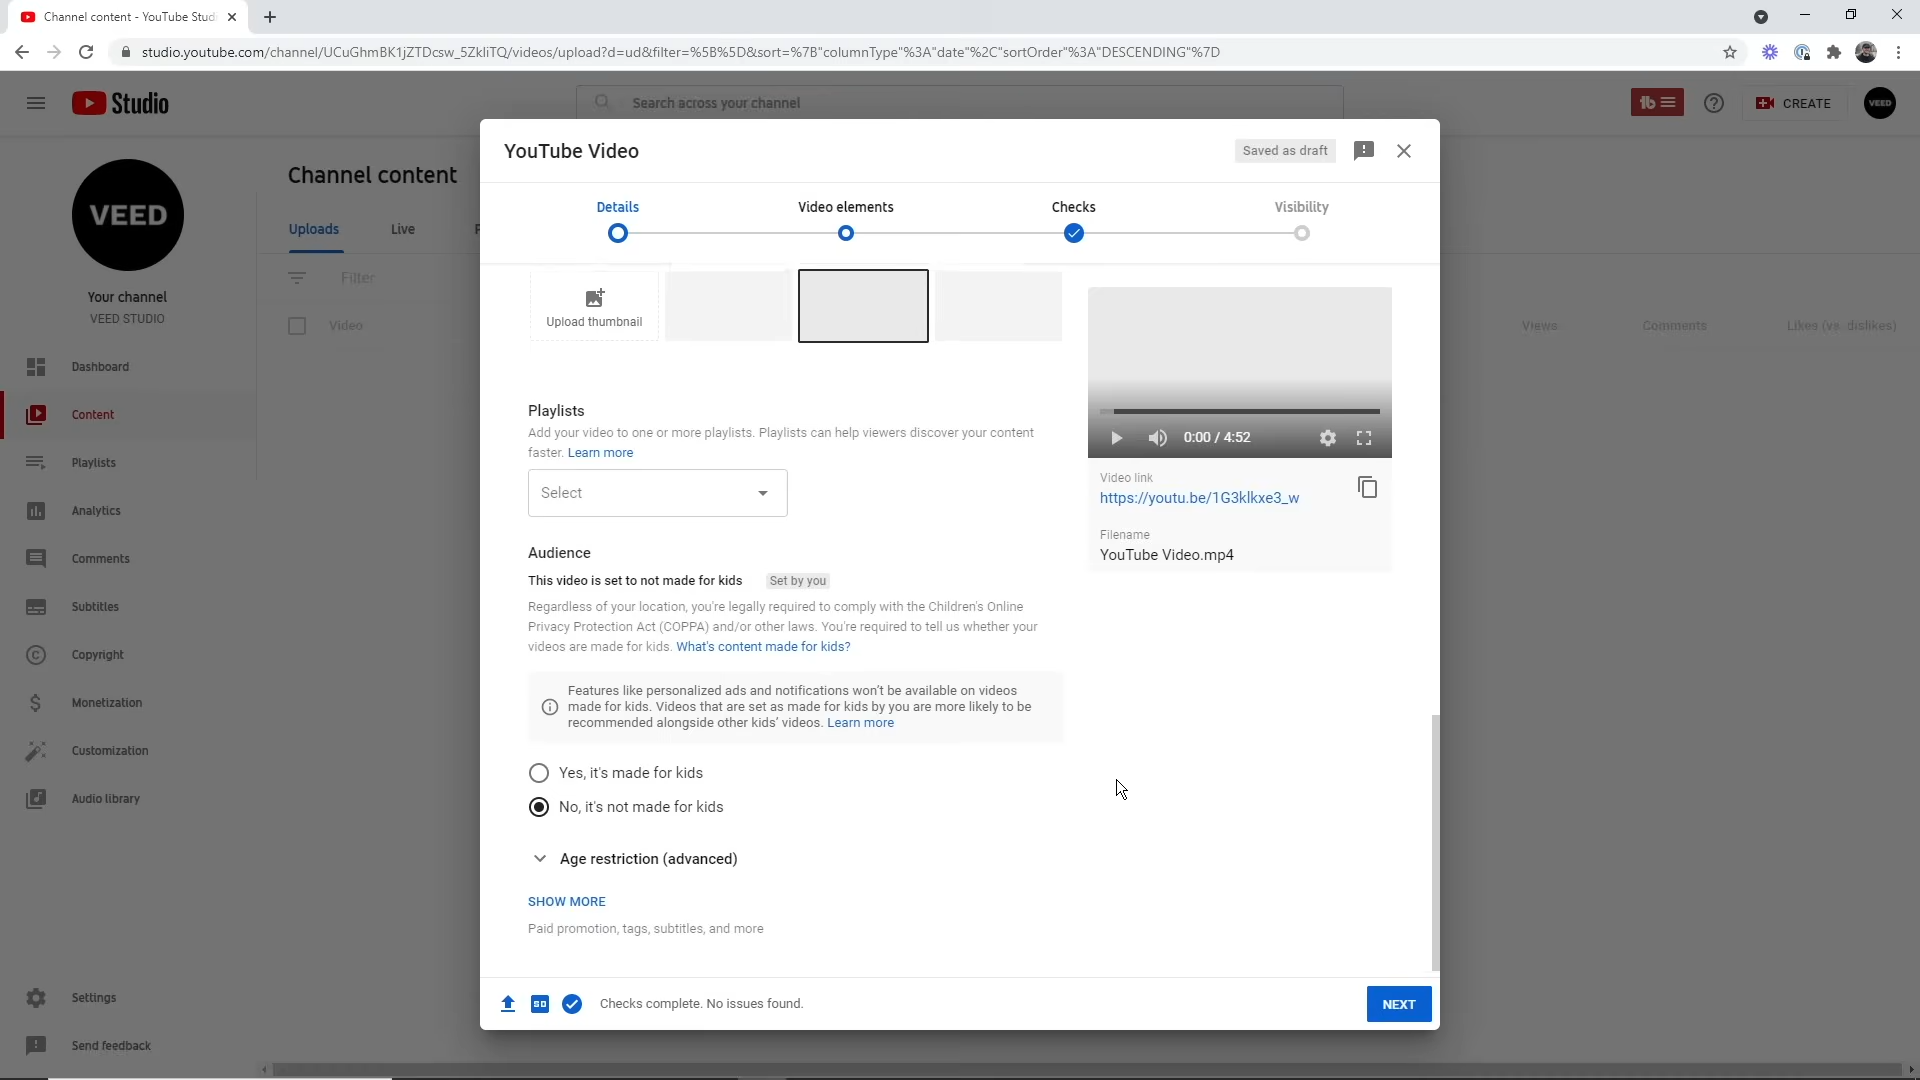 Channel content - YouTube Stud
studio.youtube.com/channel/UCuGhmBK1jZTDcsw_5ZkliTQ/videos/upload?d=ud&filter=%5B%5D&sort=%7B"columnType"%3A"date"%2C"sortOrder"%3A"DESCENDING"%7D
Studio
Search across your channel
CREATE
VEED
VEED
Your channel
VEED STUDIO
Dashboard
Content
Playlists
Analytics
Comments
Subtitles
Copyright
Monetization
Customization
Audio library
Settings
Send feedback
Channel content
Uploads Live P
Filter
Video Views Comments Likes (vs. dislikes)
YouTube Video
Saved as draft
Details Video elements Checks Visibility
Upload thumbnail
Playlists
Add your video to one or more playlists. Playlists can help viewers discover your content
faster. Learn more
Select
Audience
This video is set to not made for kids Set by you
Regardless of your location, you're legally required to comply with the Children's Online
Privacy Protection Act (COPPA) and/or other laws. You're required to tell us whether your
videos are made for kids. What's content made for kids?
Features like personalized ads and notifications won't be available on videos
made for kids. Videos that are set as made for kids by you are more likely to be
recommended alongside other kids' videos. Learn more
Yes, it's made for kids
No, it's not made for kids
Age restriction (advanced)
SHOW MORE
Paid promotion, tags, subtitles, and more
0:00 / 4:52
Video link
https://youtu.be/1G3klkxe3_w
Filename
YouTube Video.mp4
SD
Checks complete. No issues found.
NEXT